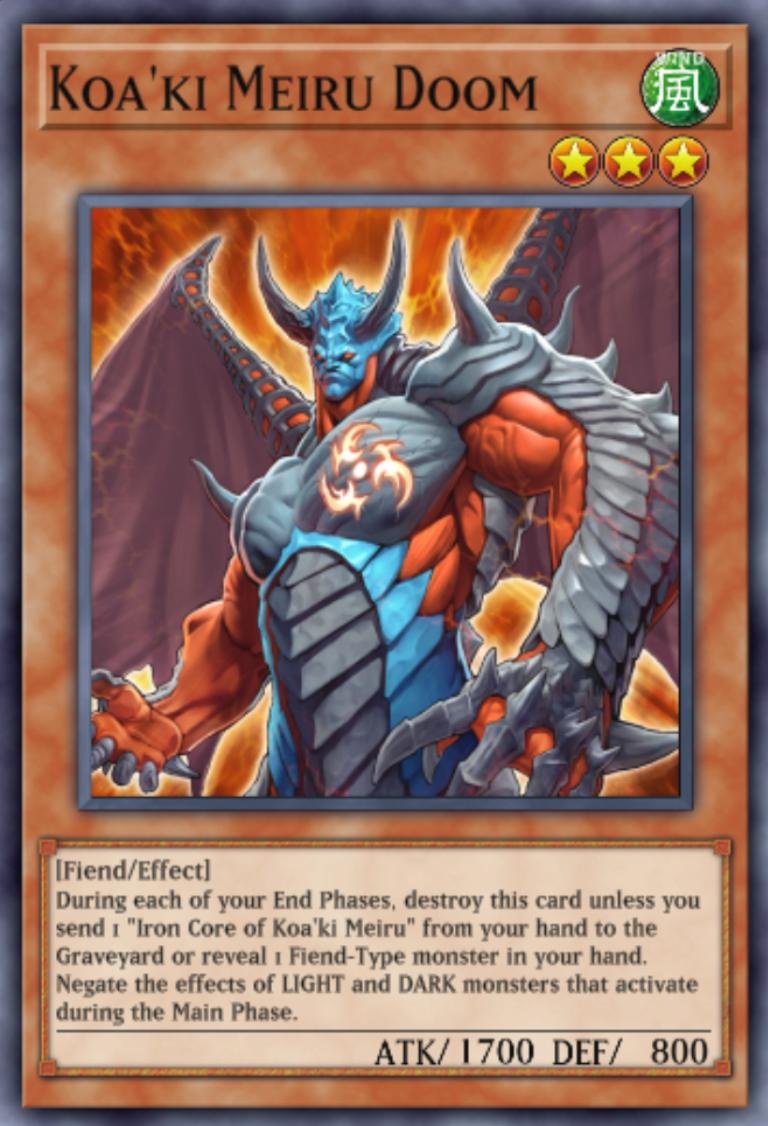 Koa'ki Meiru Doom
WIND
風
[Fiend/Effect]
During each of your End Phases, destroy this card unless you
send 1 "Iron Core of Koa'ki Meiru" from your hand to the
Graveyard or reveal 1 Fiend-Type monster in your hand.
Negate the effects of LIGHT and DARK monsters that activate
during the Main Phase.
ATK/ 1700 DEF/ 800